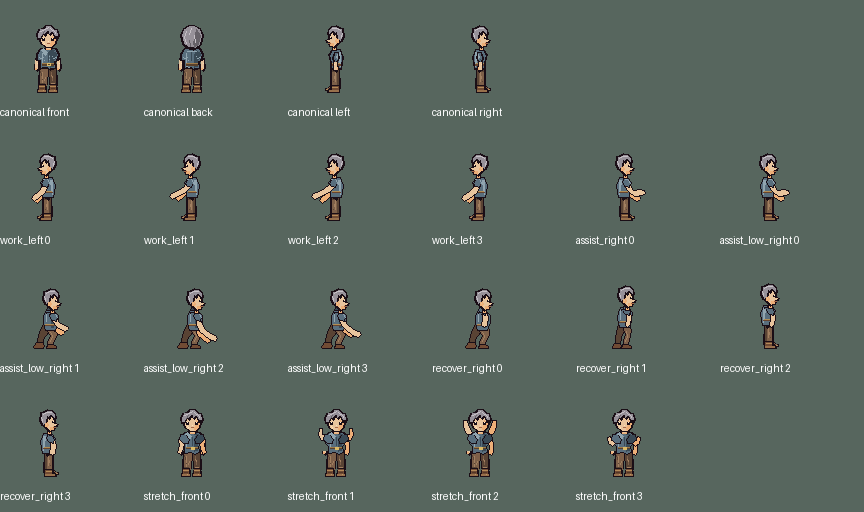 canonical front
canonical back
canonical left
canonical right
work_left 0
work_left 1
work_left 2
work_left 3
assist_right 0
assist_low_right 0
assist_low_right 1
assist_low_right 2
assist_low_right 3
recover_right 0
recover_right 1
recover_right 2
recover_right 3
stretch_front 0
stretch_front 1
stretch_front 2
stretch_front 3